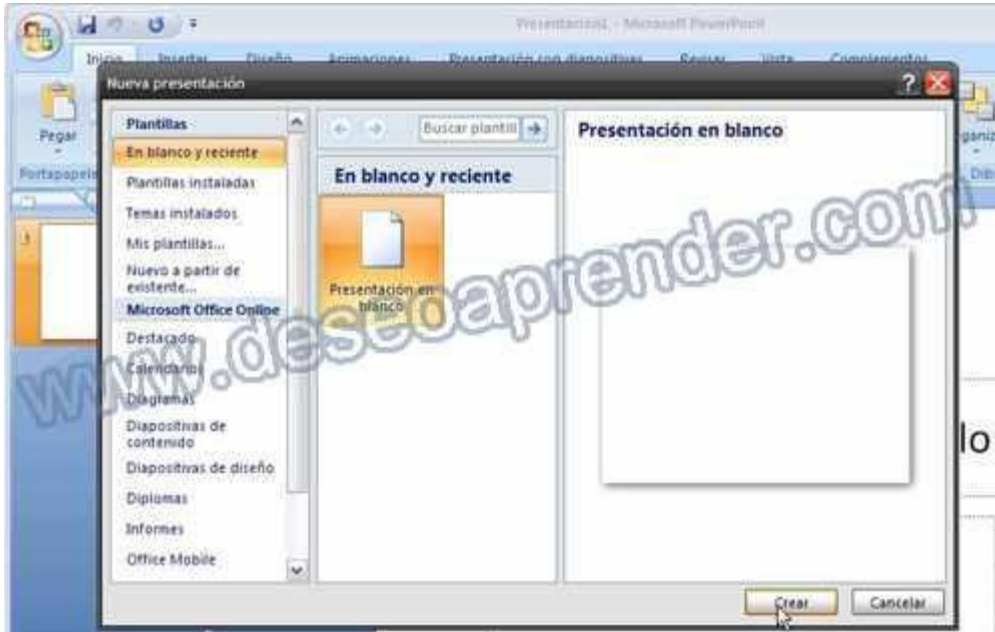 Presentación1 - Microsoft PowerPoint
Inicio Insertar Diseño Animaciones Presentación con diapositivas Revisar Vista Complementos
Nueva presentación
Pegar
Plantillas
En blanco y reciente
Plantillas instaladas
Temas instalados
Mis plantillas...
Nuevo a partir de
existente...
Microsoft Office Online
Destacado
Calendarios
Diagramas
Diapositivas de
contenido
Diapositivas de diseño
Diplomas
Informes
Office Mobile
Buscar plantill
En blanco y reciente
Presentación en
blanco
Presentación en blanco
www.deseoaprender.com
lo
Crear Cancelar